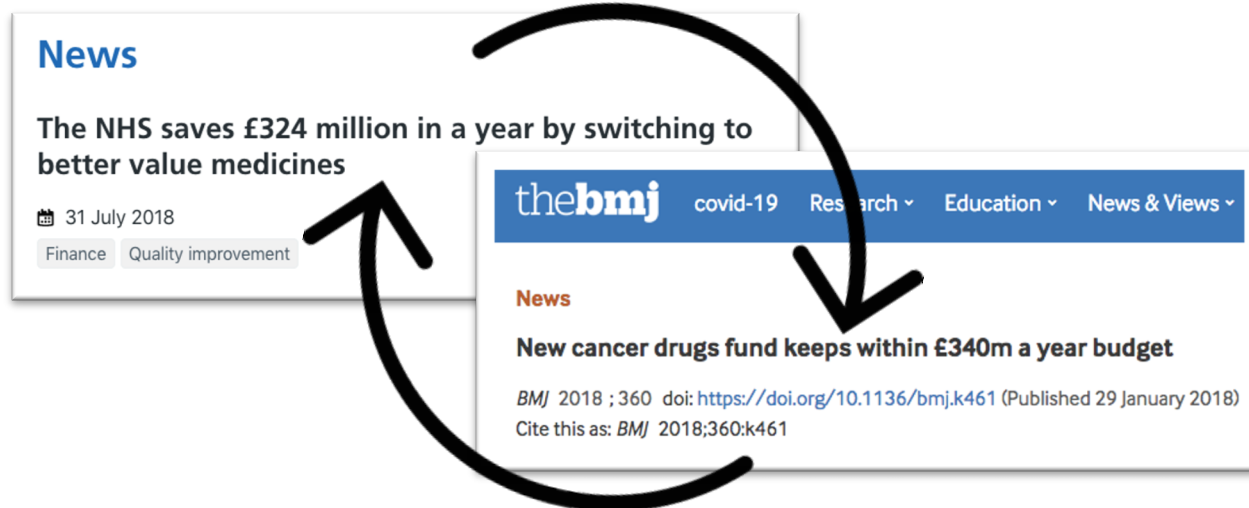 News
The NHS saves £324 million in a year by switching to
better value medicines
31 July 2018
Finance Quality improvement
thebmj covid-19 Research Education News & Views
News
New cancer drugs fund keeps within £340m a year budget
BMJ 2018 ; 360 doi: https://doi.org/10.1136/bmj.k461 (Published 29 January 2018)
Cite this as: BMJ 2018;360:k461